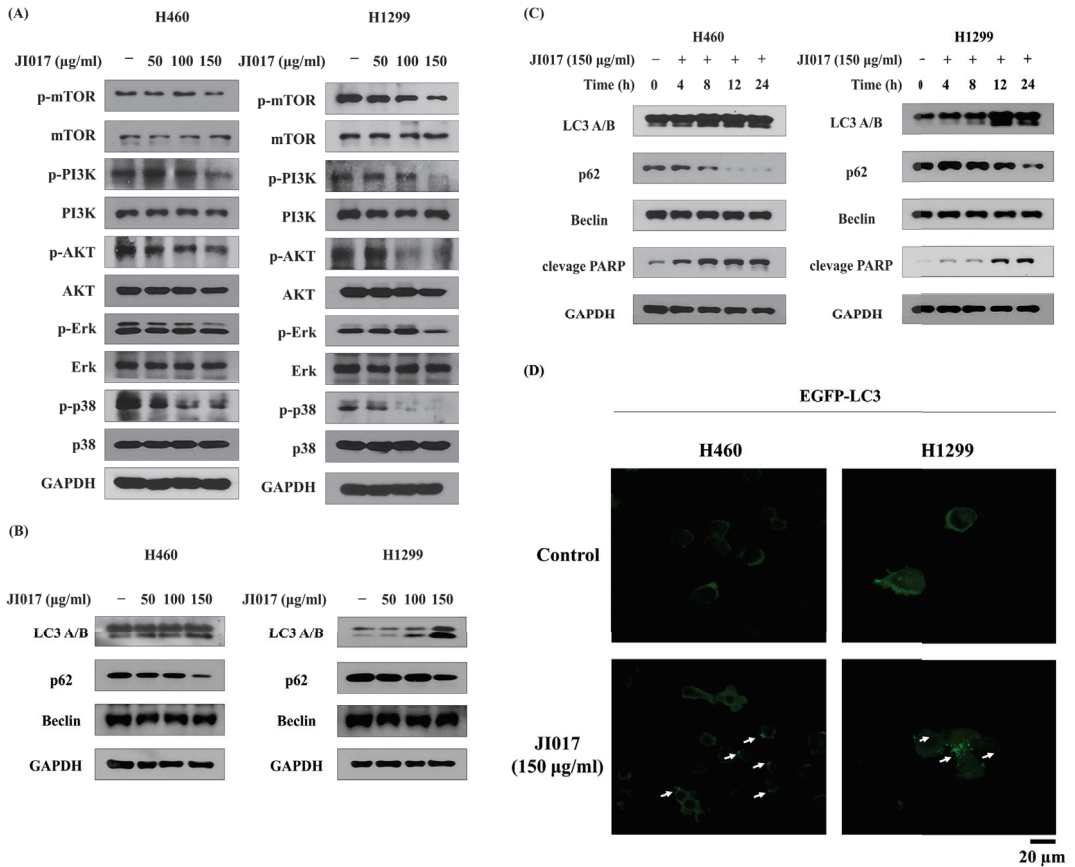 (A)
H460
H1299
JI017 (μg/ml) – 50 100 150
JI017 (μg/ml) – 50 100 150
p-mTOR
mTOR
p-PI3K
PI3K
p-AKT
AKT
p-Erk
Erk
p-p38
p38
GAPDH
p-mTOR
mTOR
p-PI3K
PI3K
p-AKT
AKT
p-Erk
Erk
p-p38
p38
GAPDH
(B)
H460
H1299
JI017 (μg/ml) – 50 100 150
JI017 (μg/ml) – 50 100 150
LC3 A/B
p62
Beclin
GAPDH
LC3 A/B
p62
Beclin
GAPDH
(C)
H460
JI017 (150 μg/ml) – + + + +
Time (h) 0 4 8 12 24
LC3 A/B
p62
Beclin
clevage PARP
GAPDH
H1299
JI017 (150 μg/ml) - + + + +
Time (h) 0 4 8 12 24
LC3 A/B
p62
Beclin
clevage PARP
GAPDH
(D)
EGFP-LC3
H460
H1299
Control
JI017
(150 μg/ml)
20 μm